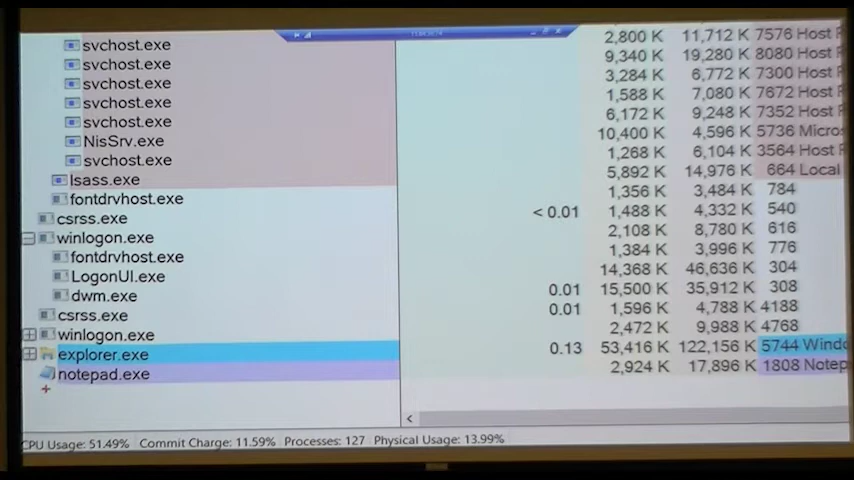 svchost.exe 2,800 K 11,712 K 7576 Host
svchost.exe 9,340 K 19,280 K 8080 Host
svchost.exe 3,284 K 6,772 K 7300 Host
svchost.exe 1,588 K 7,080 K 7672 Host
svchost.exe 6,172 K 9,248 K 7352 Host
NisSrv.exe 10,400 K 4,596 K 5736 Micros
svchost.exe 1,268 K 6,104 K 3564 Host
lsass.exe 5,892 K 14,976 K 664 Local
fontdrvhost.exe 1,356 K 3,484 K 784
csrss.exe < 0.01 1,488 K 4,332 K 540
winlogon.exe 2,108 K 8,780 K 616
fontdrvhost.exe 1,384 K 3,996 K 776
LogonUI.exe 14,368 K 46,636 K 304
dwm.exe 0.01 15,500 K 35,912 K 308
csrss.exe 0.01 1,596 K 4,788 K 4188
winlogon.exe 2,472 K 9,988 K 4768
explorer.exe 0.13 53,416 K 122,156 K 5744 Windo
notepad.exe 2,924 K 17,896 K 1808 Notep
CPU Usage: 51.49% Commit Charge: 11.59% Processes: 127 Physical Usage: 13.99%